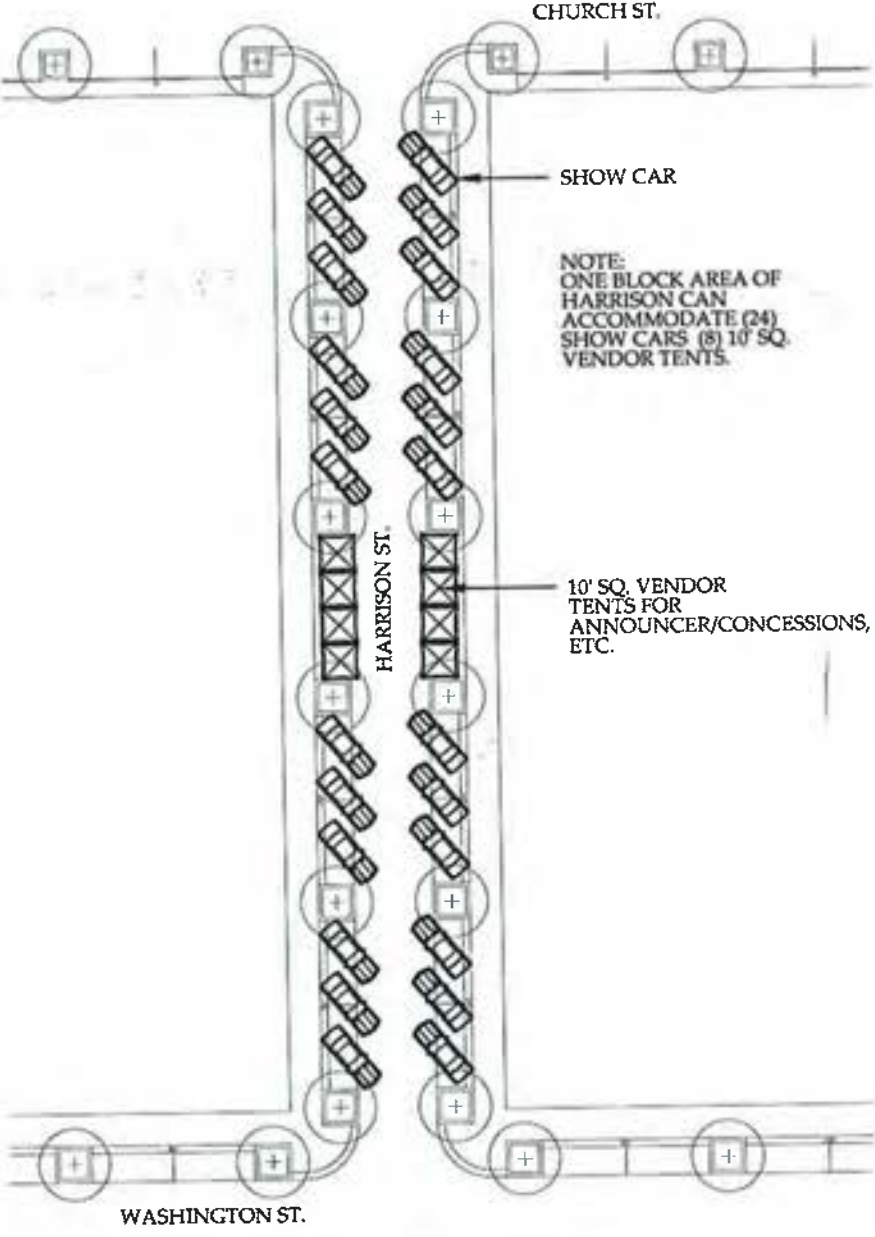 CHURCH ST.
SHOW CAR
NOTE:
ONE BLOCK AREA OF
HARRISON CAN
ACCOMMODATE (24)
SHOW CARS (8) 10' SQ.
VENDOR TENTS.
HARRISON ST.
10' SQ. VENDOR
TENTS FOR
ANNOUNCER/CONCESSIONS,
ETC.
WASHINGTON ST.